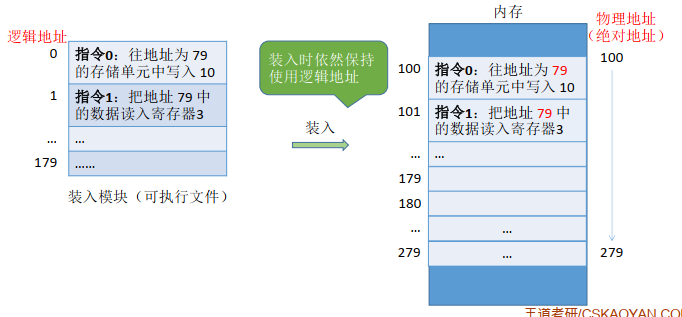 内存
逻辑地址
物理地址
（绝对地址）
0
指令0：往地址为 79
的存储单元中写入 10
1
指令1：把地址 79 中
的数据读入寄存器3
...
...
179
......
装入模块（可执行文件）
装入时依然保持
使用逻辑地址
装入
100
指令0：往地址为 79
的存储单元中写入 10
100
101
指令1：把地址 79 中
的数据读入寄存器3
...
...
179
180
...
...
279
...
279
王道考研/CSKAOYAN.COM